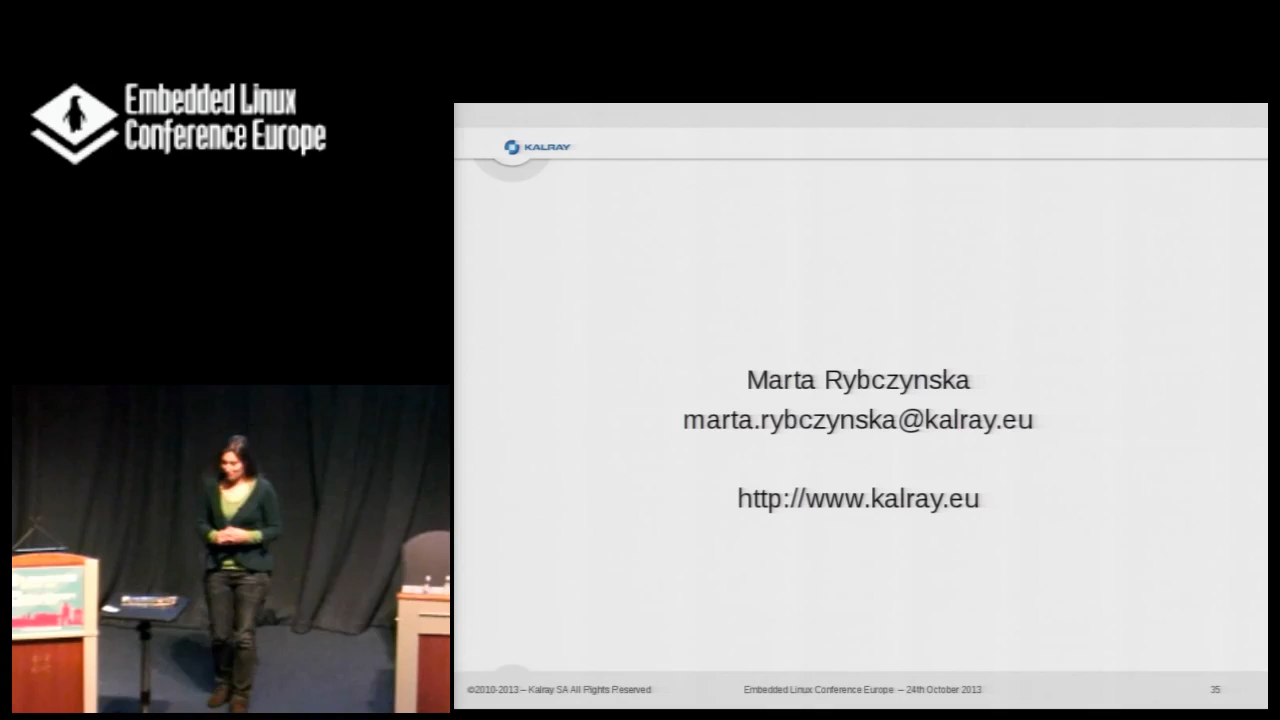 Embedded Linux
Conference Europe
KALRAY
Marta Rybczynska
marta.rybczynska@kalray.eu
http://www.kalray.eu
©2010-2013 – Kalray SA All Rights Reserved
Embedded Linux Conference Europe – 24th October 2013
35